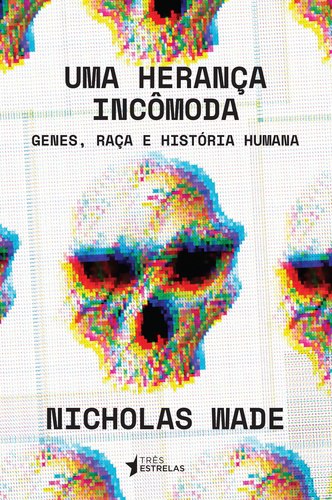 UMA HERANÇA
INCÔMODA
GENES, RAÇA E HISTÓRIA HUMANA
NICHOLAS WADE
TRÊS
ESTRELAS